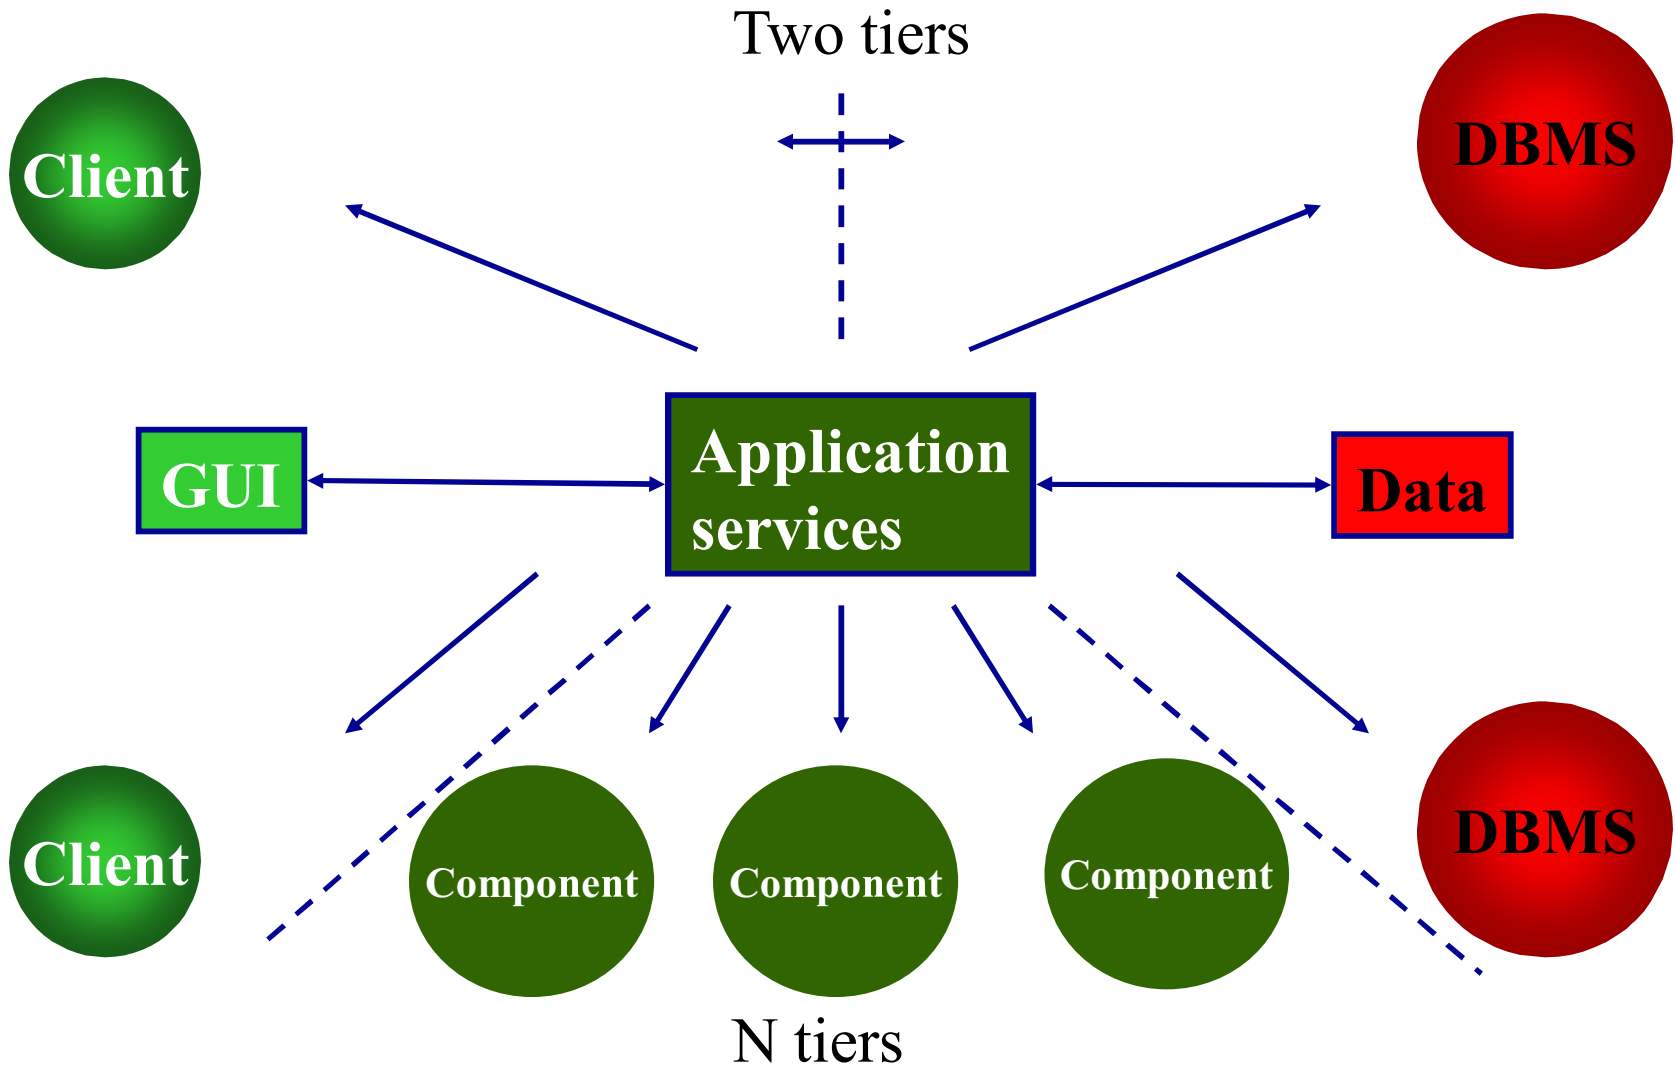 Two tiers
Client
DBMS
GUI
Application
services
Data
Client
Component
Component
Component
DBMS
N tiers